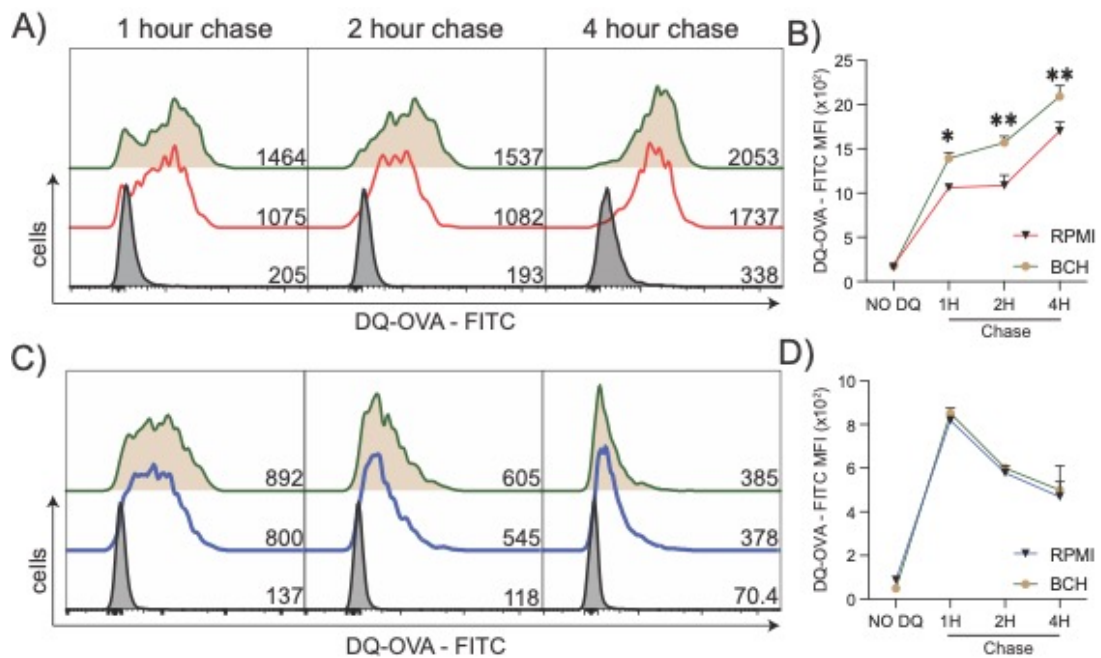 A)
1 hour chase 2 hour chase 4 hour chase
1464 1537 2053
1075 1082 1737
205 193 338
cells
DQ-OVA - FITC
B)
DQ-OVA - FITC MFI (x10²)
25
20
15
10
5
0
* ** **
RPMI
BCH
NO DQ 1H 2H 4H
Chase
C)
892 605 385
800 545 378
137 118 70.4
cells
DQ-OVA - FITC
D)
DQ-OVA - FITC MFI (x10²)
10
8
6
4
2
0
RPMI
BCH
NO DQ 1H 2H 4H
Chase